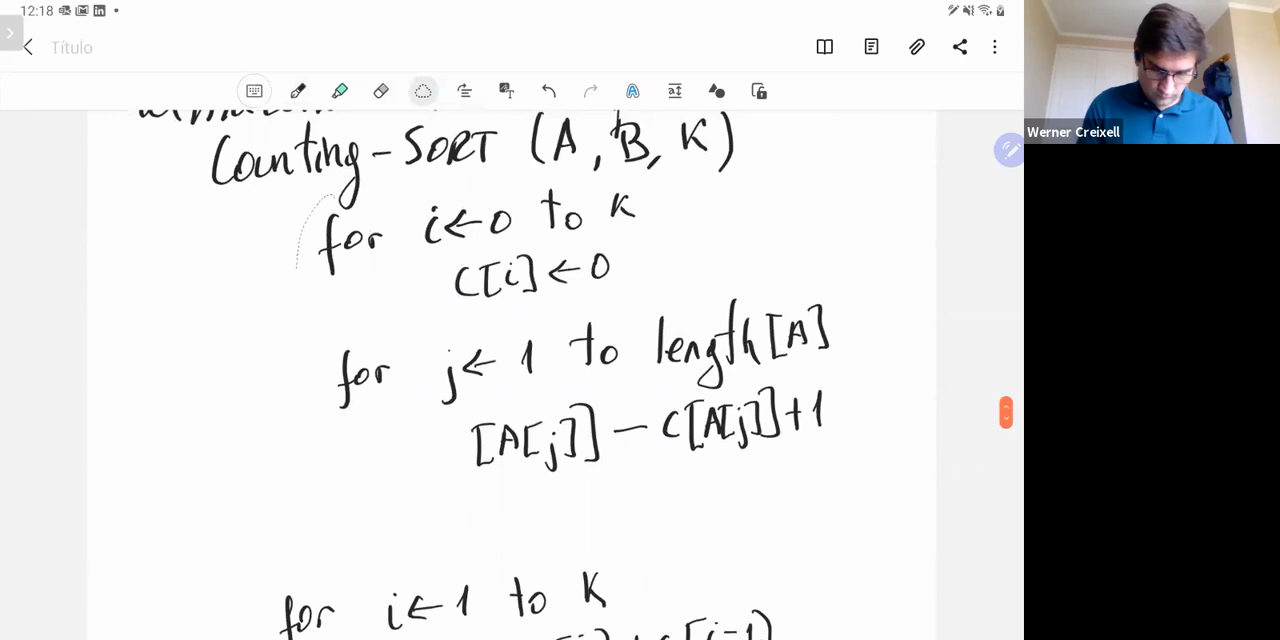 12:18
Título
Werner Creixell
Counting-SORT (A, B, K)
for i←0 to K
C[i]←0
for j← 1 to length[A]
[A[j]] — C[A[j]]+1
for i←1 to K
C[i-1]